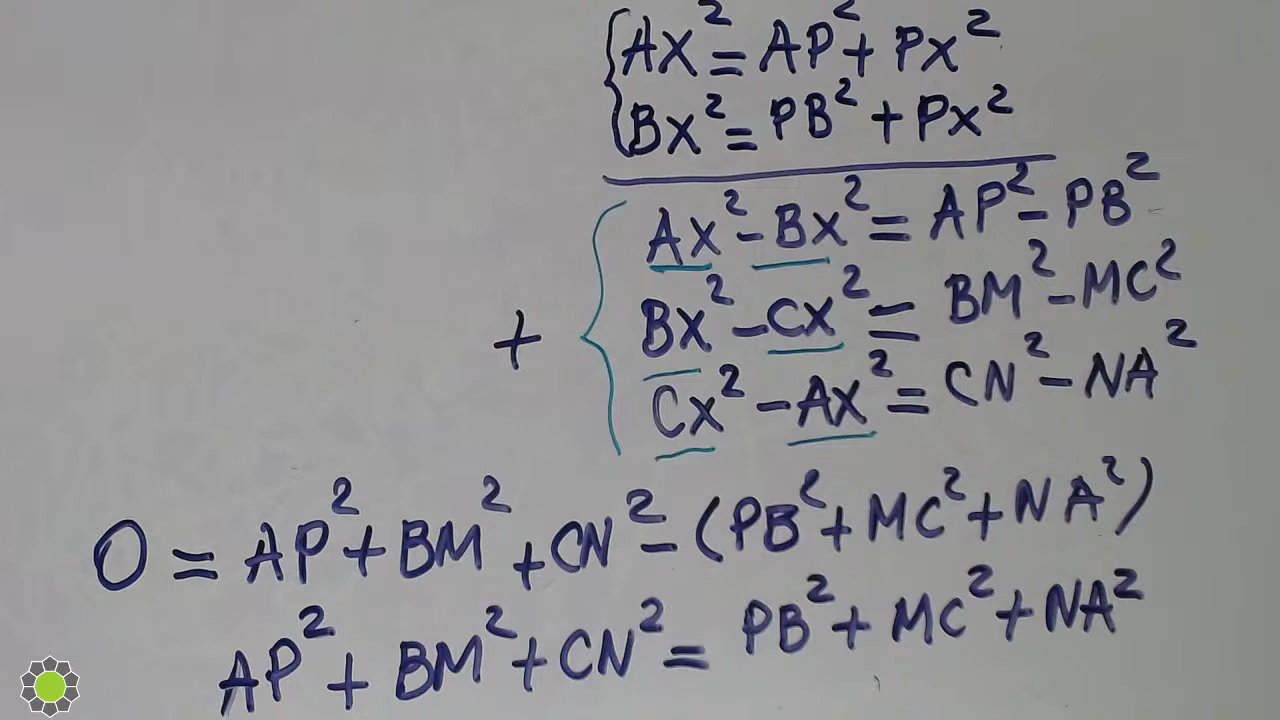 AX² = AP² + PX²
BX² = PB² + PX²
AX² - BX² = AP² - PB²
BX² - CX² = BM² - MC²
+
CX² - AX² = CN² - NA²
0 = AP² + BM² + CN² - (PB² + MC² + NA²)
AP² + BM² + CN² = PB² + MC² + NA²